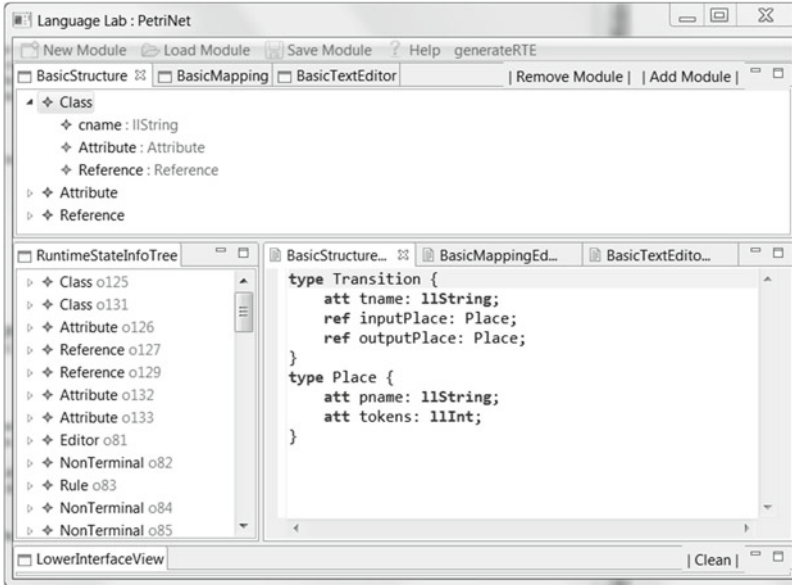 Language Lab : PetriNet
New Module Load Module Save Module ? Help generateRTE
BasicStructure BasicMapping BasicTextEditor | Remove Module | | Add Module |
Class
cname : llString
Attribute : Attribute
Reference : Reference
Attribute
Reference
RuntimeStateInfoTree
Class o125
Class o131
Attribute o126
Reference o127
Reference o129
Attribute o132
Attribute o133
Editor o81
NonTerminal o82
Rule o83
NonTerminal o84
NonTerminal o85
BasicStructure... BasicMappingEd... BasicTextEdito...
type Transition {
att tname: llString;
ref inputPlace: Place;
ref outputPlace: Place;
}
type Place {
att pname: llString;
att tokens: llInt;
}
LowerInterfaceView | Clean |